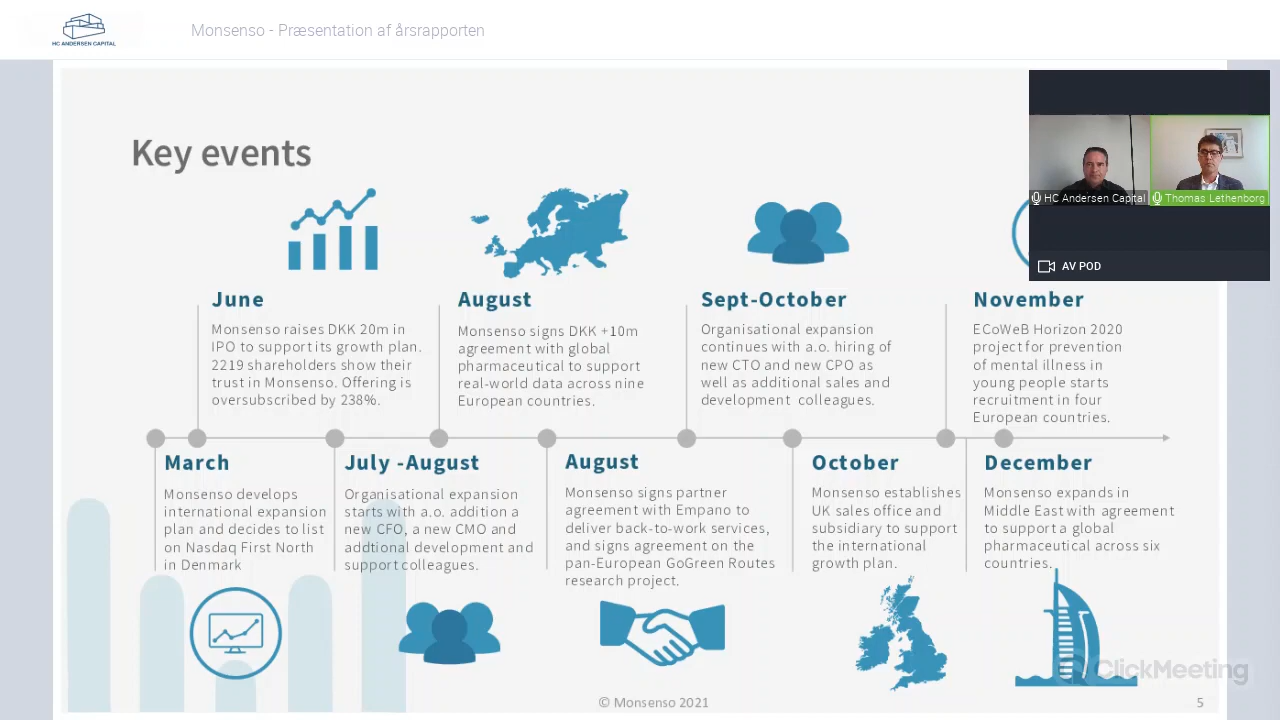 HC ANDERSEN CAPITAL
Monsenso - Præsentation af årsrapporten
HC Andersen Capital
Thomas Lethenborg
AV POD
Key events
June
Monsenso raises DKK 20m in
IPO to support its growth plan.
2219 shareholders show their
trust in Monsenso. Offering is
oversubscribed by 238%.
August
Monsenso signs DKK +10m
agreement with global
pharmaceutical to support
real-world data across nine
European countries.
Sept-October
Organisational expansion
continues with a.o. hiring of
new CTO and new CPO as
well as additional sales and
development colleagues.
November
ECoWeB Horizon 2020
project for prevention
of mental illness in
young people starts
recruitment in four
European countries.
March
Monsenso develops
international expansion
plan and decides to list
on Nasdaq First North
in Denmark
July -August
Organisational expansion
starts with a.o. addition a
new CFO, a new CMO and
addtional development and
support colleagues.
August
Monsenso signs partner
agreement with Empano to
deliver back-to-work services,
and signs agreement on the
pan-European GoGreen Routes
research project.
October
Monsenso establishes
UK sales office and
subsidiary to support
the international
growth plan.
December
Monsenso expands in
Middle East with agreement
to support a global
pharmaceutical across six
countries.
ClickMeeting
© Monsenso 2021
5